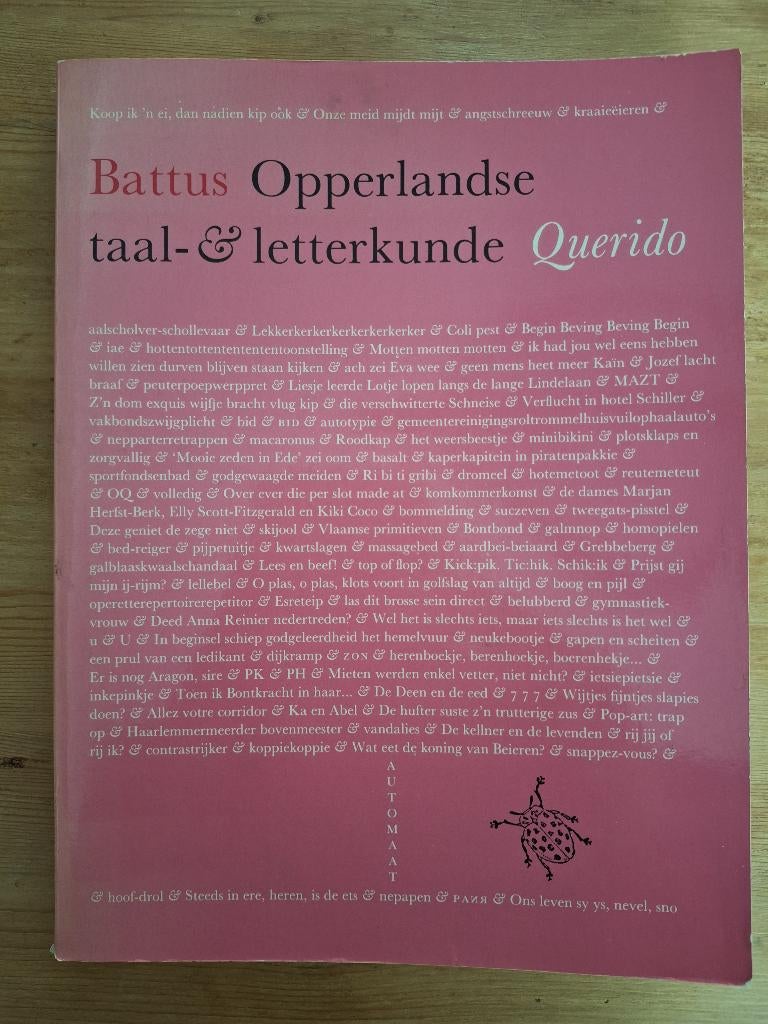 Koop ik 'n ei, dan nadien kip ook & Onze meid mijdt mijt & angstschreeuw & kraaieëieren &
Battus Opperlandse
taal- & letterkunde Querido
aalscholver-schollevaar & Lekkerkerkerkerkerkerkerker & Coli pest & Begin Beving Beving Begin
& iae & hottentottentententententoonstelling & Motten motten motten & ik had jou wel eens hebben
willen zien durven blijven staan kijken & ach zei Eva wee & geen mens heet meer Kaïn & Jozef lacht
braaf & peuterpoepwerppret & Liesje leerde Lotje lopen langs de lange Lindelaan & MAZT &
Z'n dom exquis wijfje bracht vlug kip & die verschwitterte Schneise & Verflucht in hotel Schiller &
vakbondszwijgplicht & bid & BID & autotypie & gemeentereinigingsroltrommelhuisvuilophaalauto's
& nepparterretrappen & macaronus & Roodkap & het weersbeestje & minibikini & plotsklaps en
zorgvallig & 'Mooie zeden in Ede' zei oom & basalt & kaperkapitein in piratenpakkie &
sportfondsenbad & godgewaagde meiden & Ri bi ti gribi & dromeel & hotemetoot & reutemeteut
& OQ & volledig & Over ever die per slot made at & komkommerkomst & de dames Marjan
Herfst-Berk, Elly Scott-Fitzgerald en Kiki Coco & bommelding & suczeven & tweegats-pisstel &
Deze geniet de zege niet & skijool & Vlaamse primitieven & Bontbond & galmnop & homopielen
& bed-reiger & pijpetuitje & kwartslagen & massagebed & aardbei-beiaard & Grebbeberg &
galblaaskwaalschandaal & Lees en beef! & top of flop? & Kick:pik. Tic:hik. Schik:ik & Prijst gij
mijn ij-rijm? & lellebel & O plas, o plas, klots voort in golfslag van altijd & boog en pijl &
operetterepertoirerepetitor & Esreteip & las dit brosse sein direct & belubberd & gymnastiek-
vrouw & Deed Anna Reinier nedertreden? & Wel het is slechts iets, maar iets slechts is het wel &
u & U & In beginsel schiep godgeleerdheid het hemelvuur & neukebootje & gapen en scheiten &
een prul van een ledikant & dijkramp & ZON & herenboekje, berenhoekje, boerenhekje... &
Er is nog Aragon, sire & PK & PH & Mieten werden enkel vetter, niet nicht? & ietsiepietsie &
inkepinkje & Toen ik Bontkracht in haar... & De Deen en de eed & 7 7 7 & Wijtjes fijntjes slapies
doen? & Allez votre corridor & Ka en Abel & De hufter suste z'n trutterige zus & Pop-art: trap
op & Haarlemmermeerder bovenmeester & vandalies & De kellner en de levenden & rij jij of
rij ik? & contrastrijker & koppiekoppie & Wat eet de koning van Beieren? & snappez-vous? &
AUTOMAAT
& hoof-drol & Steeds in ere, heren, is de ets & nepapen & PAИЯ & Ons leven sy ys, nevel, sno